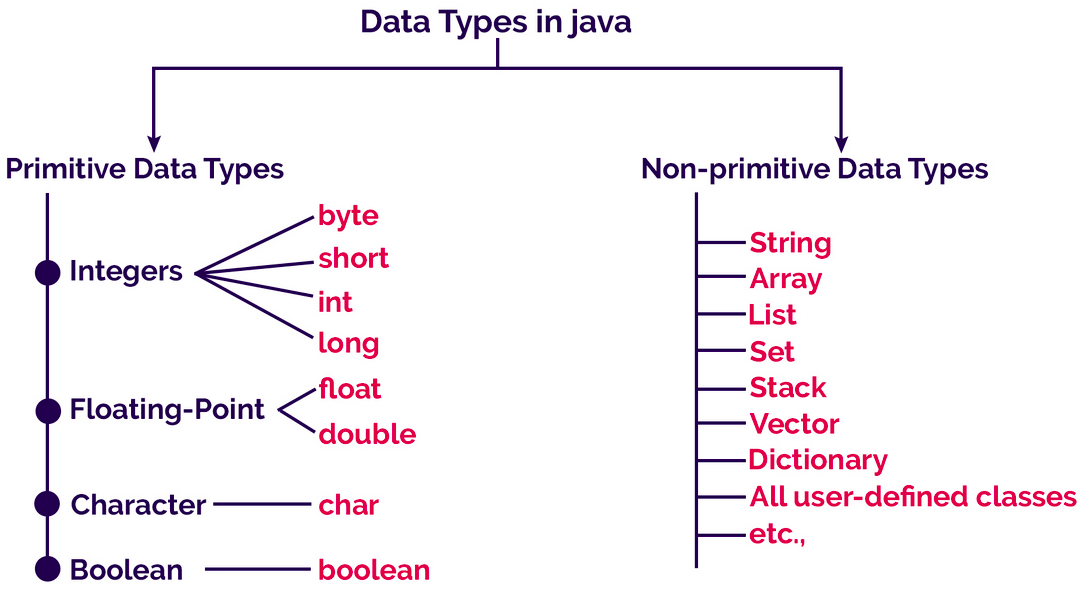 Data Types in java
Primitive Data Types
Integers
byte
short
int
long
Floating-Point
float
double
Character
char
Boolean
boolean
Non-primitive Data Types
String
Array
List
Set
Stack
Vector
Dictionary
All user-defined classes
etc.,